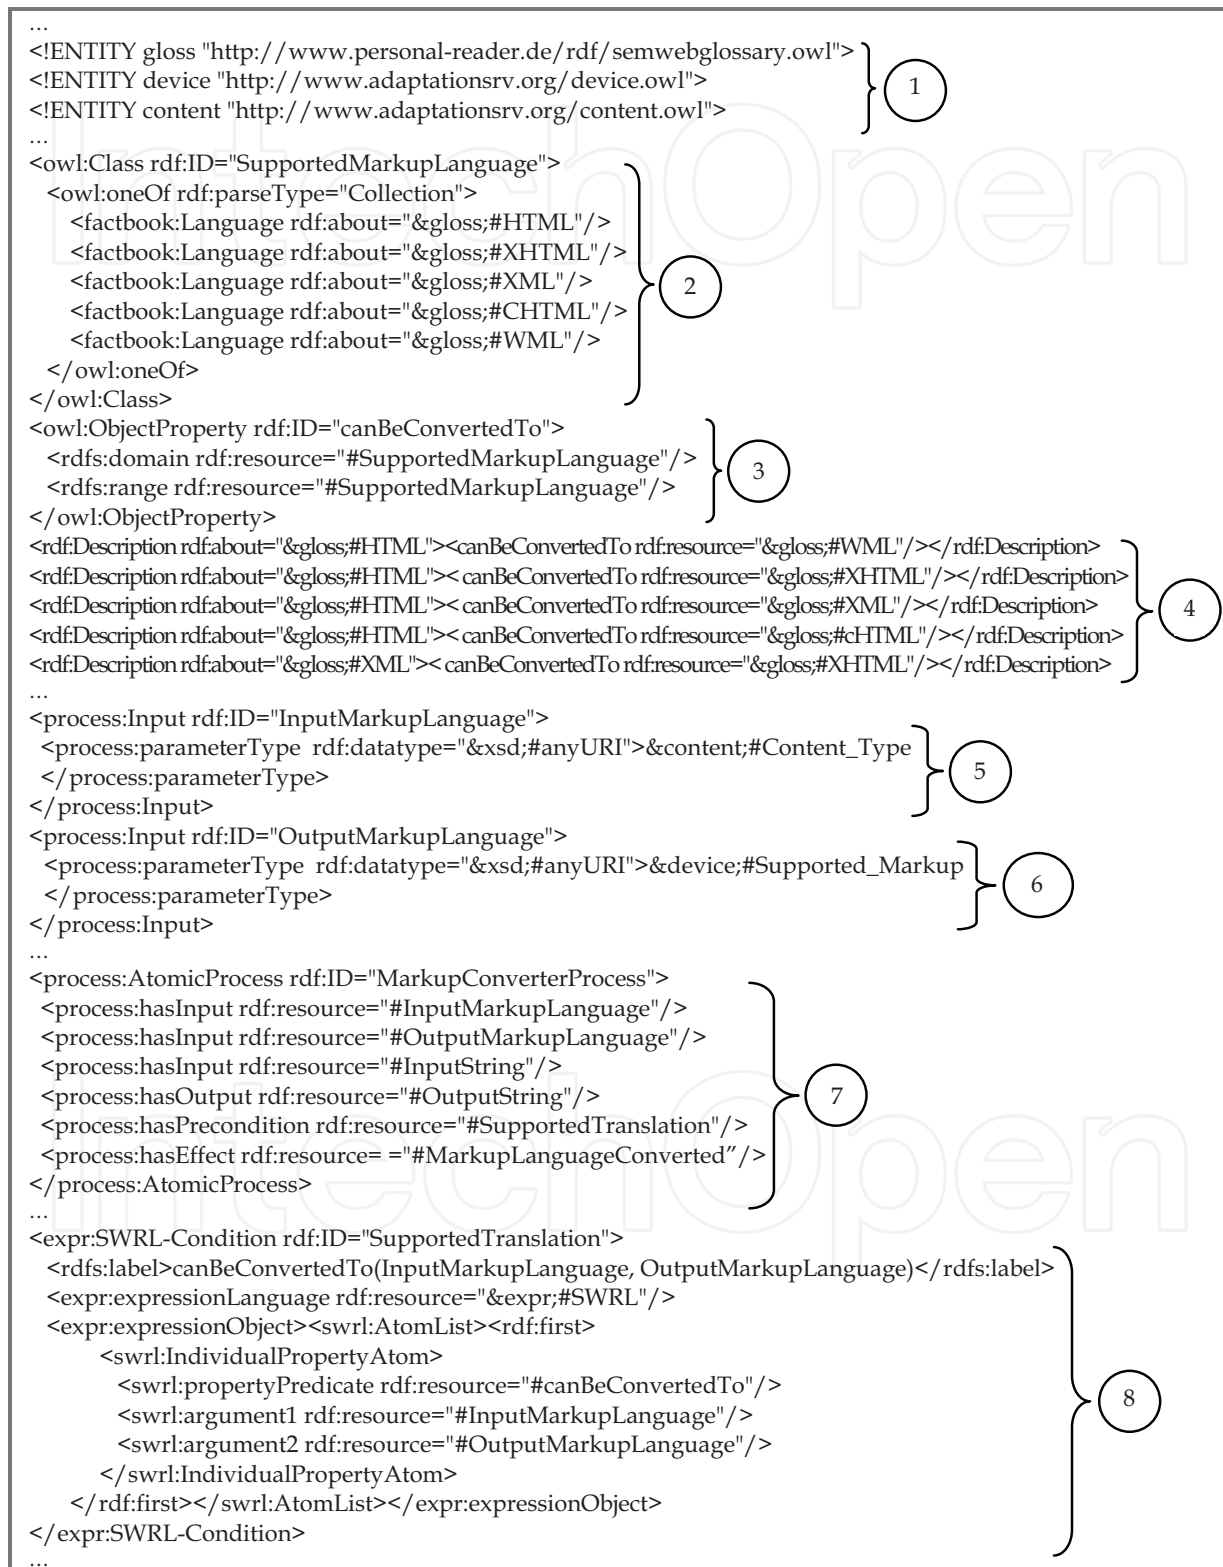 ...
<!ENTITY gloss "http://www.personal-reader.de/rdf/semwebglossary.owl">
<!ENTITY device "http://www.adaptationsrv.org/device.owl">
<!ENTITY content "http://www.adaptationsrv.org/content.owl">
1
...
<owl:Class rdf:ID="SupportedMarkupLanguage">
<owl:oneOf rdf:parseType="Collection">
<factbook:Language rdf:about="&gloss;#HTML"/>
<factbook:Language rdf:about="&gloss;#XHTML"/>
<factbook:Language rdf:about="&gloss;#XML"/>
<factbook:Language rdf:about="&gloss;#CHTML"/>
<factbook:Language rdf:about="&gloss;#WML"/>
</owl:oneOf>
</owl:Class>
2
<owl:ObjectProperty rdf:ID="canBeConvertedTo">
<rdfs:domain rdf:resource="#SupportedMarkupLanguage"/>
<rdfs:range rdf:resource="#SupportedMarkupLanguage"/>
</owl:ObjectProperty>
3
<rdf:Description rdf:about="&gloss;#HTML"><canBeConvertedTo rdf:resource="&gloss;#WML"/></rdf:Description>
<rdf:Description rdf:about="&gloss;#HTML">< canBeConvertedTo rdf:resource="&gloss;#XHTML"/></rdf:Description>
<rdf:Description rdf:about="&gloss;#HTML">< canBeConvertedTo rdf:resource="&gloss;#XML"/></rdf:Description>
<rdf:Description rdf:about="&gloss;#HTML">< canBeConvertedTo rdf:resource="&gloss;#cHTML"/></rdf:Description>
<rdf:Description rdf:about="&gloss;#XML">< canBeConvertedTo rdf:resource="&gloss;#XHTML"/></rdf:Description>
4
...
<process:Input rdf:ID="InputMarkupLanguage">
<process:parameterType rdf:datatype="&xsd;#anyURI">&content;#Content_Type
</process:parameterType>
</process:Input>
5
<process:Input rdf:ID="OutputMarkupLanguage">
<process:parameterType rdf:datatype="&xsd;#anyURI">&device;#Supported_Markup
</process:parameterType>
</process:Input>
6
...
<process:AtomicProcess rdf:ID="MarkupConverterProcess">
<process:hasInput rdf:resource="#InputMarkupLanguage"/>
<process:hasInput rdf:resource="#OutputMarkupLanguage"/>
<process:hasInput rdf:resource="#InputString"/>
<process:hasOutput rdf:resource="#OutputString"/>
<process:hasPrecondition rdf:resource="#SupportedTranslation"/>
<process:hasEffect rdf:resource= ="#MarkupLanguageConverted”/>
</process:AtomicProcess>
7
...
<expr:SWRL-Condition rdf:ID="SupportedTranslation">
<rdfs:label>canBeConvertedTo(InputMarkupLanguage, OutputMarkupLanguage)</rdfs:label>
<expr:expressionLanguage rdf:resource="&expr;#SWRL"/>
<expr:expressionObject><swrl:AtomList><rdf:first>
<swrl:IndividualPropertyAtom>
<swrl:propertyPredicate rdf:resource="#canBeConvertedTo"/>
<swrl:argument1 rdf:resource="#InputMarkupLanguage"/>
<swrl:argument2 rdf:resource="#OutputMarkupLanguage"/>
</swrl:IndividualPropertyAtom>
</rdf:first></swrl:AtomList></expr:expressionObject>
</expr:SWRL-Condition>
8
...
IntechOpen
IntechOpen